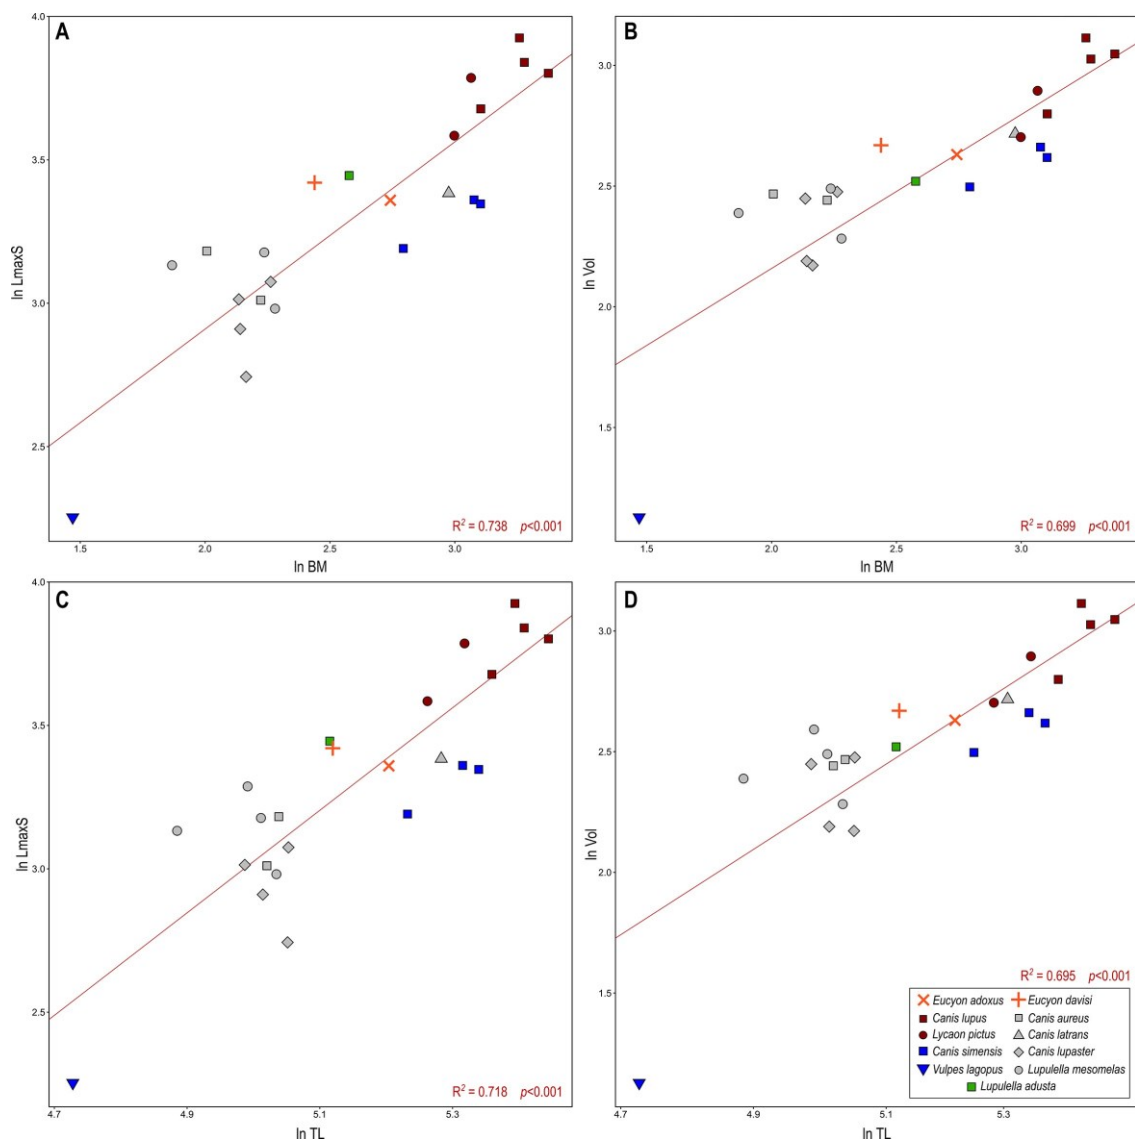 A
4.0
3.5
3.0
2.5
ln LmaxS
1.5
2.0
2.5
3.0
ln BM
R² = 0.738 p<0.001
B
3.0
2.5
2.0
1.5
ln Vol
1.5
2.0
2.5
3.0
ln BM
R² = 0.699 p<0.001
C
4.0
3.5
3.0
2.5
ln LmaxS
4.7
4.9
5.1
5.3
ln TL
R² = 0.718 p<0.001
D
3.0
2.5
2.0
1.5
ln Vol
4.7
4.9
5.1
5.3
ln TL
R² = 0.695 p<0.001
Eucyon adoxus
Eucyon davisi
Canis lupus
Canis aureus
Lycaon pictus
Canis latrans
Canis simensis
Canis lupaster
Vulpes lagopus
Lupulella mesomelas
Lupulella adusta